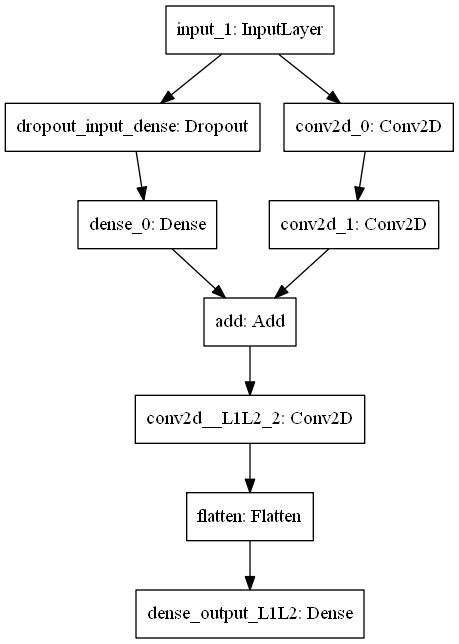 input_1: InputLayer
dropout_input_dense: Dropout
conv2d_0: Conv2D
dense_0: Dense
conv2d_1: Conv2D
add: Add
conv2d__L1L2_2: Conv2D
flatten: Flatten
dense_output_L1L2: Dense